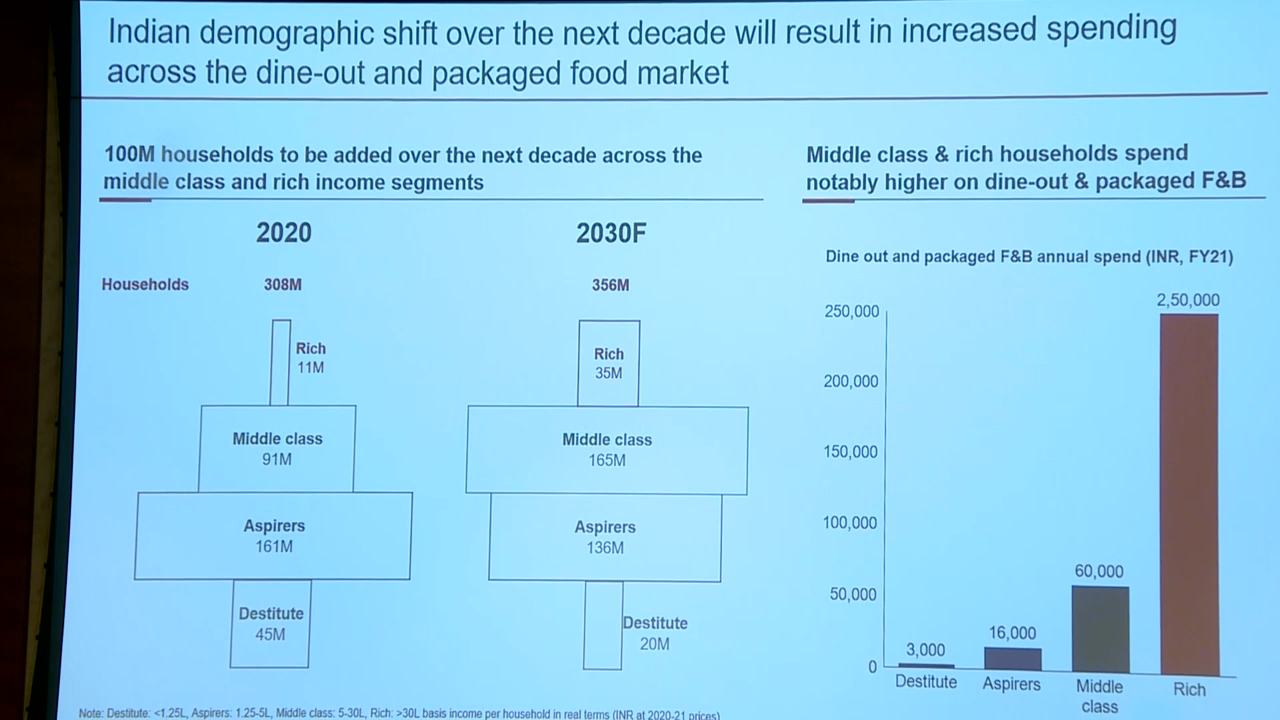 Indian demographic shift over the next decade will result in increased spending
across the dine-out and packaged food market
100M households to be added over the next decade across the
middle class and rich income segments
2020
2030F
Households
308M
356M
Rich
11M
Rich
35M
Middle class
91M
Middle class
165M
Aspirers
161M
Aspirers
136M
Destitute
45M
Destitute
20M
Middle class & rich households spend
notably higher on dine-out & packaged F&B
Dine out and packaged F&B annual spend (INR, FY21)
250,000
200,000
150,000
100,000
50,000
0
3,000
16,000
60,000
2,50,000
Destitute
Aspirers
Middle
class
Rich
Note: Destitute: <1.25L, Aspirers: 1.25-5L, Middle class: 5-30L, Rich: >30L basis income per household in real terms (INR at 2020-21 prices)